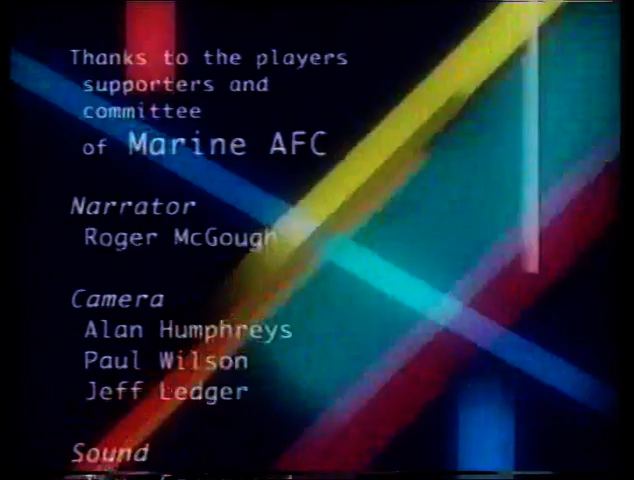 Thanks to the players
supporters and
committee
of Marine AFC
Narrator
Roger McGough
Camera
Alan Humphreys
Paul Wilson
Jeff Ledger
Sound